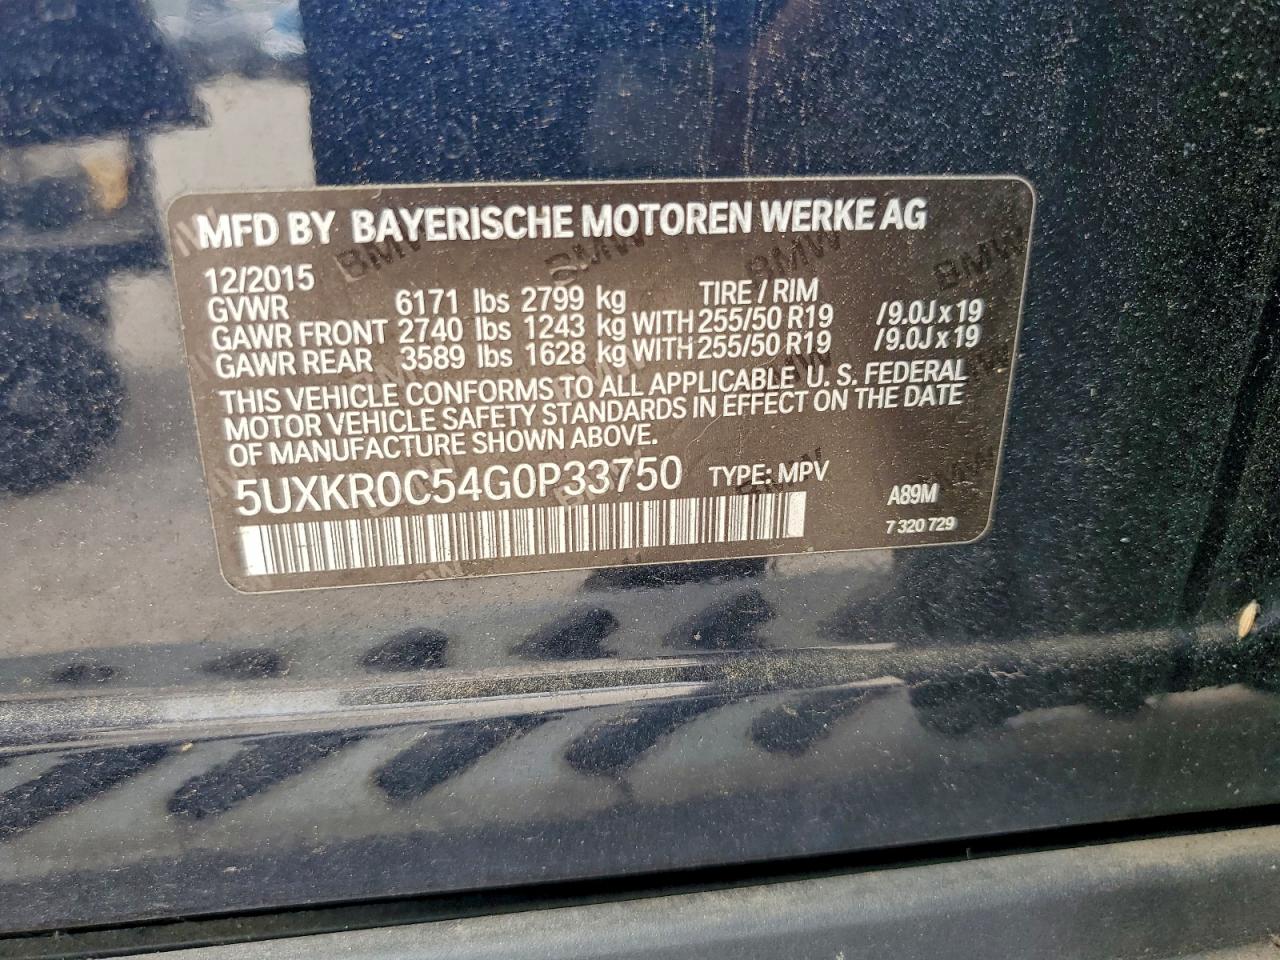 MFD BY BAYERISCHE MOTOREN WERKE AG
12/2015
TIRE / RIM
GVWR 6171 lbs 2799 kg
GAWR FRONT 2740 lbs 1243 kg WITH 255/50 R19 /9.0J x 19
GAWR REAR 3589 lbs 1628 kg WITH 255/50 R19 /9.0J x 19
THIS VEHICLE CONFORMS TO ALL APPLICABLE U. S. FEDERAL
MOTOR VEHICLE SAFETY STANDARDS IN EFFECT ON THE DATE
OF MANUFACTURE SHOWN ABOVE.
5UXKR0C54G0P33750 TYPE: MPV
A89M
7 320 729